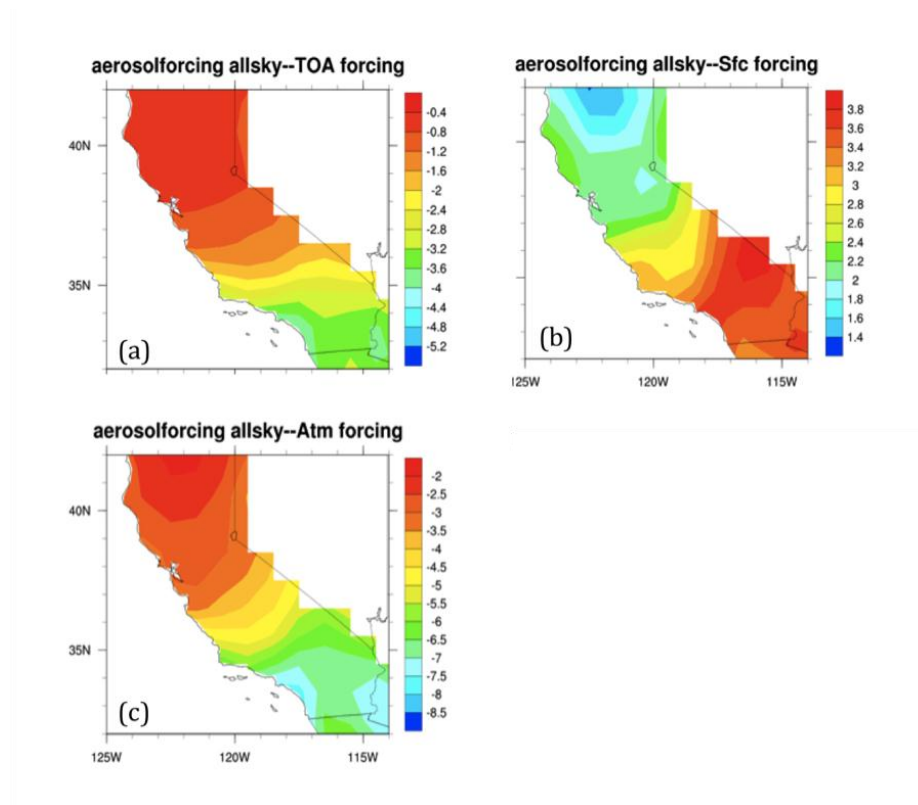 aerosolforcing allsky--TOA forcing
40N
35N
-0.4
-0.8
-1.2
-1.6
-2
-2.4
-2.8
-3.2
-3.6
-4
-4.4
-4.8
-5.2
(a)
aerosolforcing allsky--Sfc forcing
3.8
3.6
3.4
3.2
3
2.8
2.6
2.4
2.2
2
1.8
1.6
1.4
(b)
125W
120W
115W
aerosolforcing allsky--Atm forcing
40N
35N
-2
-2.5
-3
-3.5
-4
-4.5
-5
-5.5
-6
-6.5
-7
-7.5
-8
-8.5
(c)
125W
120W
115W